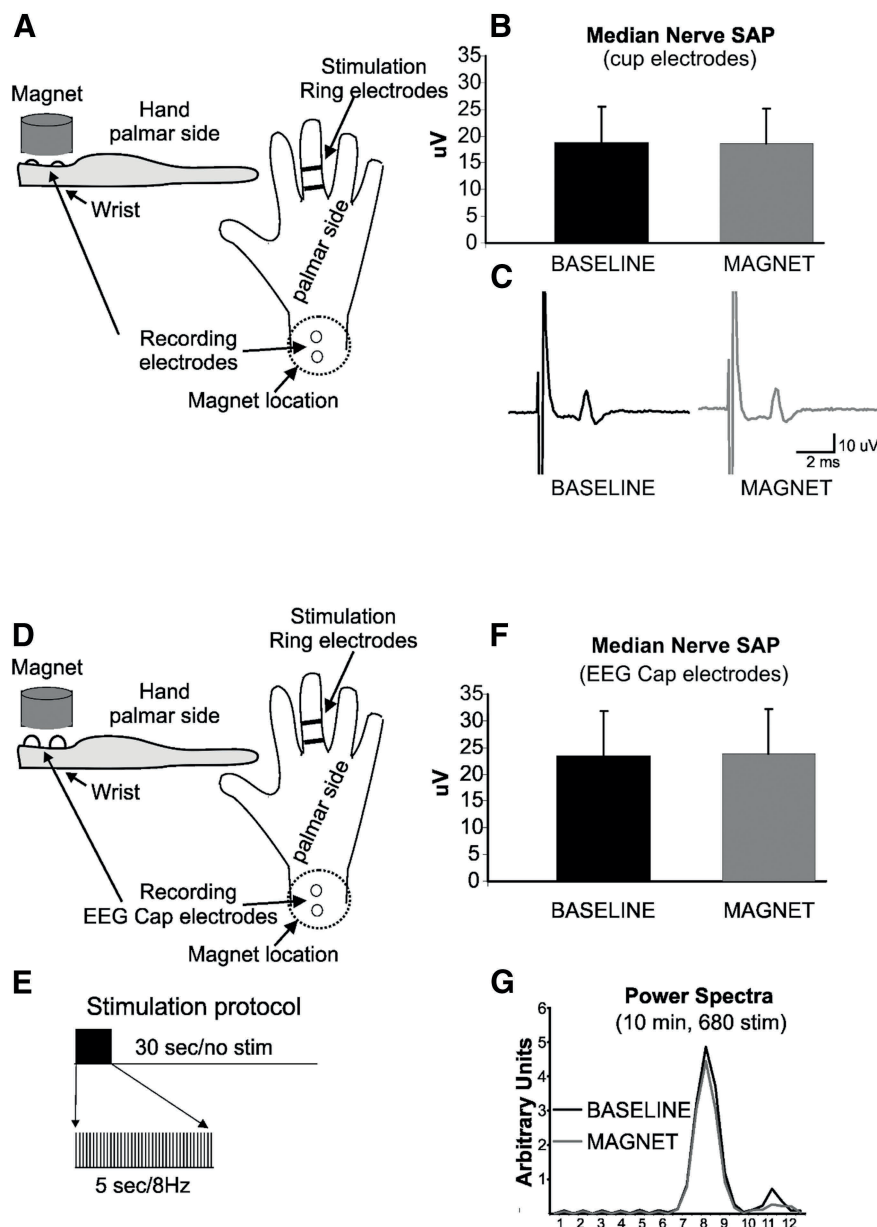 A
Magnet
Hand
palmar side
Wrist
Stimulation
Ring electrodes
palmar side
Recording
electrodes
Magnet location
B
Median Nerve SAP
(cup electrodes)
uV
35
30
25
20
15
10
5
0
BASELINE
MAGNET
C
10 uV
2 ms
BASELINE
MAGNET
D
Magnet
Hand
palmar side
Wrist
Stimulation
Ring electrodes
palmar side
Recording
EEG Cap electrodes
Magnet location
E
Stimulation protocol
30 sec/no stim
5 sec/8Hz
F
Median Nerve SAP
(EEG Cap electrodes)
uV
35
30
25
20
15
10
5
0
BASELINE
MAGNET
G
Power Spectra
(10 min, 680 stim)
Arbitrary Units
6
5
4
3
2
1
BASELINE
MAGNET
1 2 3 4 5 6 7 8 9 10 11 12